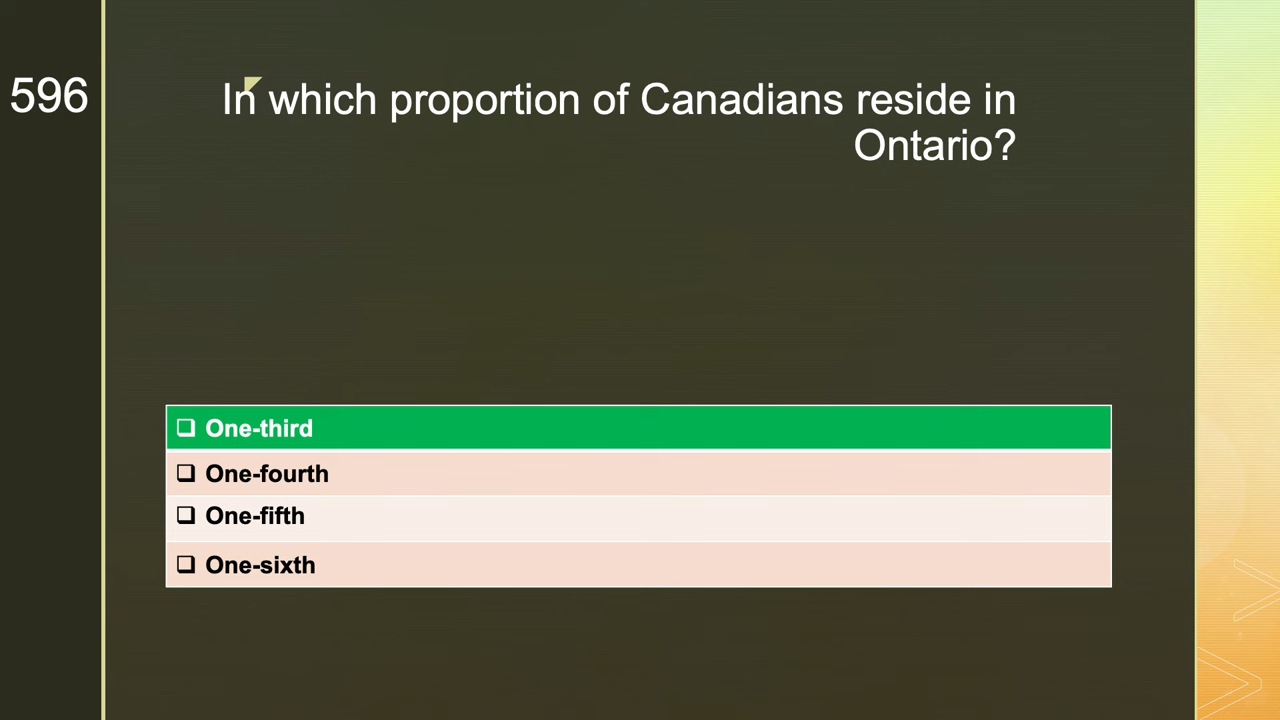 596
In which proportion of Canadians reside in
Ontario?
❑ One-third
❑ One-fourth
❑ One-fifth
❑ One-sixth